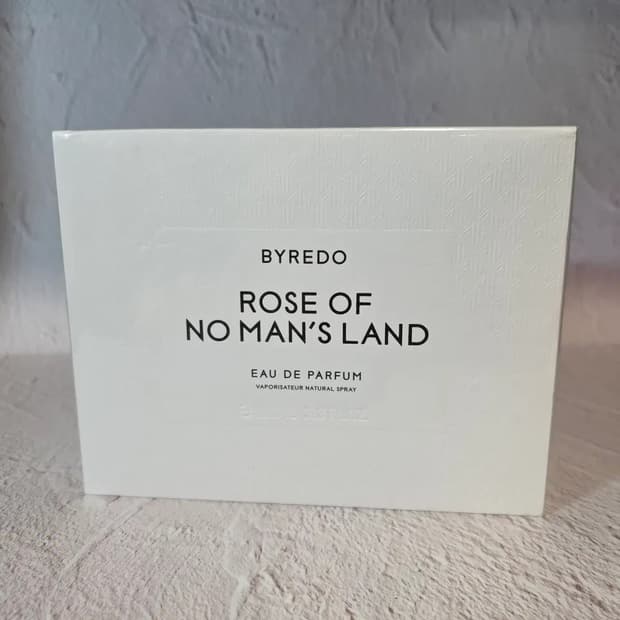 BYREDO
ROSE OF
NO MAN'S LAND
EAU DE PARFUM
VAPORISATEUR NATURAL SPRAY